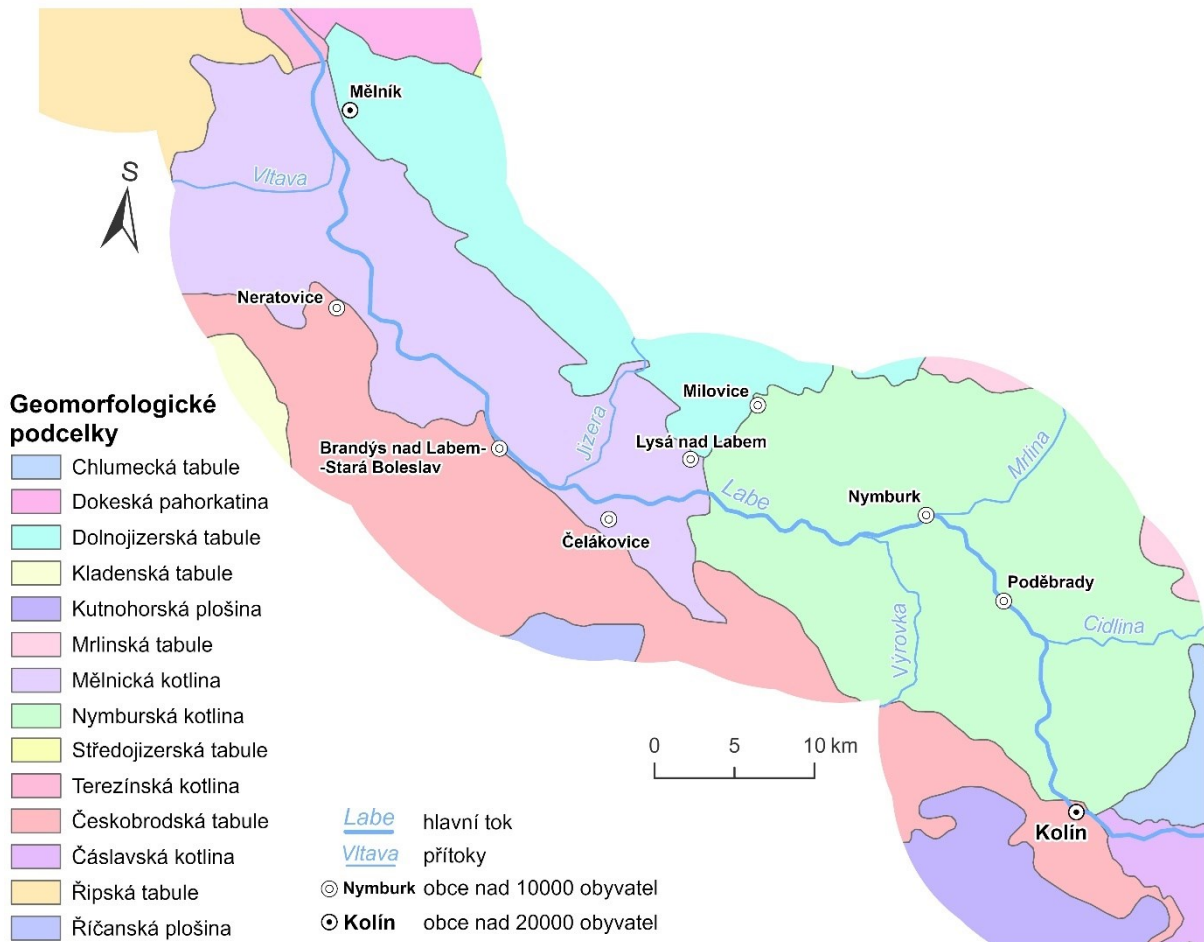 Mělník
S
Vltava
Neratovice
Milovice
Jizera
Lysá nad Labem
Mrlina
Brandýs nad Labem-
-Stará Boleslav
Labe
Nymburk
Čelákovice
Poděbrady
Cidlina
Výrovka
Kolín
Geomorfologické
podcelky
Chlumecká tabule
Dokeská pahorkatina
Dolnojizerská tabule
Kladenská tabule
Kutnohorská plošina
Mrlinská tabule
Mělnická kotlina
Nymburská kotlina
Středojizerská tabule
Terezínská kotlina
Českobrodská tabule
Čáslavská kotlina
Řipská tabule
Říčanská plošina
0 5 10 km
Labe hlavní tok
Vltava přítoky
Nymburk obce nad 10000 obyvatel
Kolín obce nad 20000 obyvatel